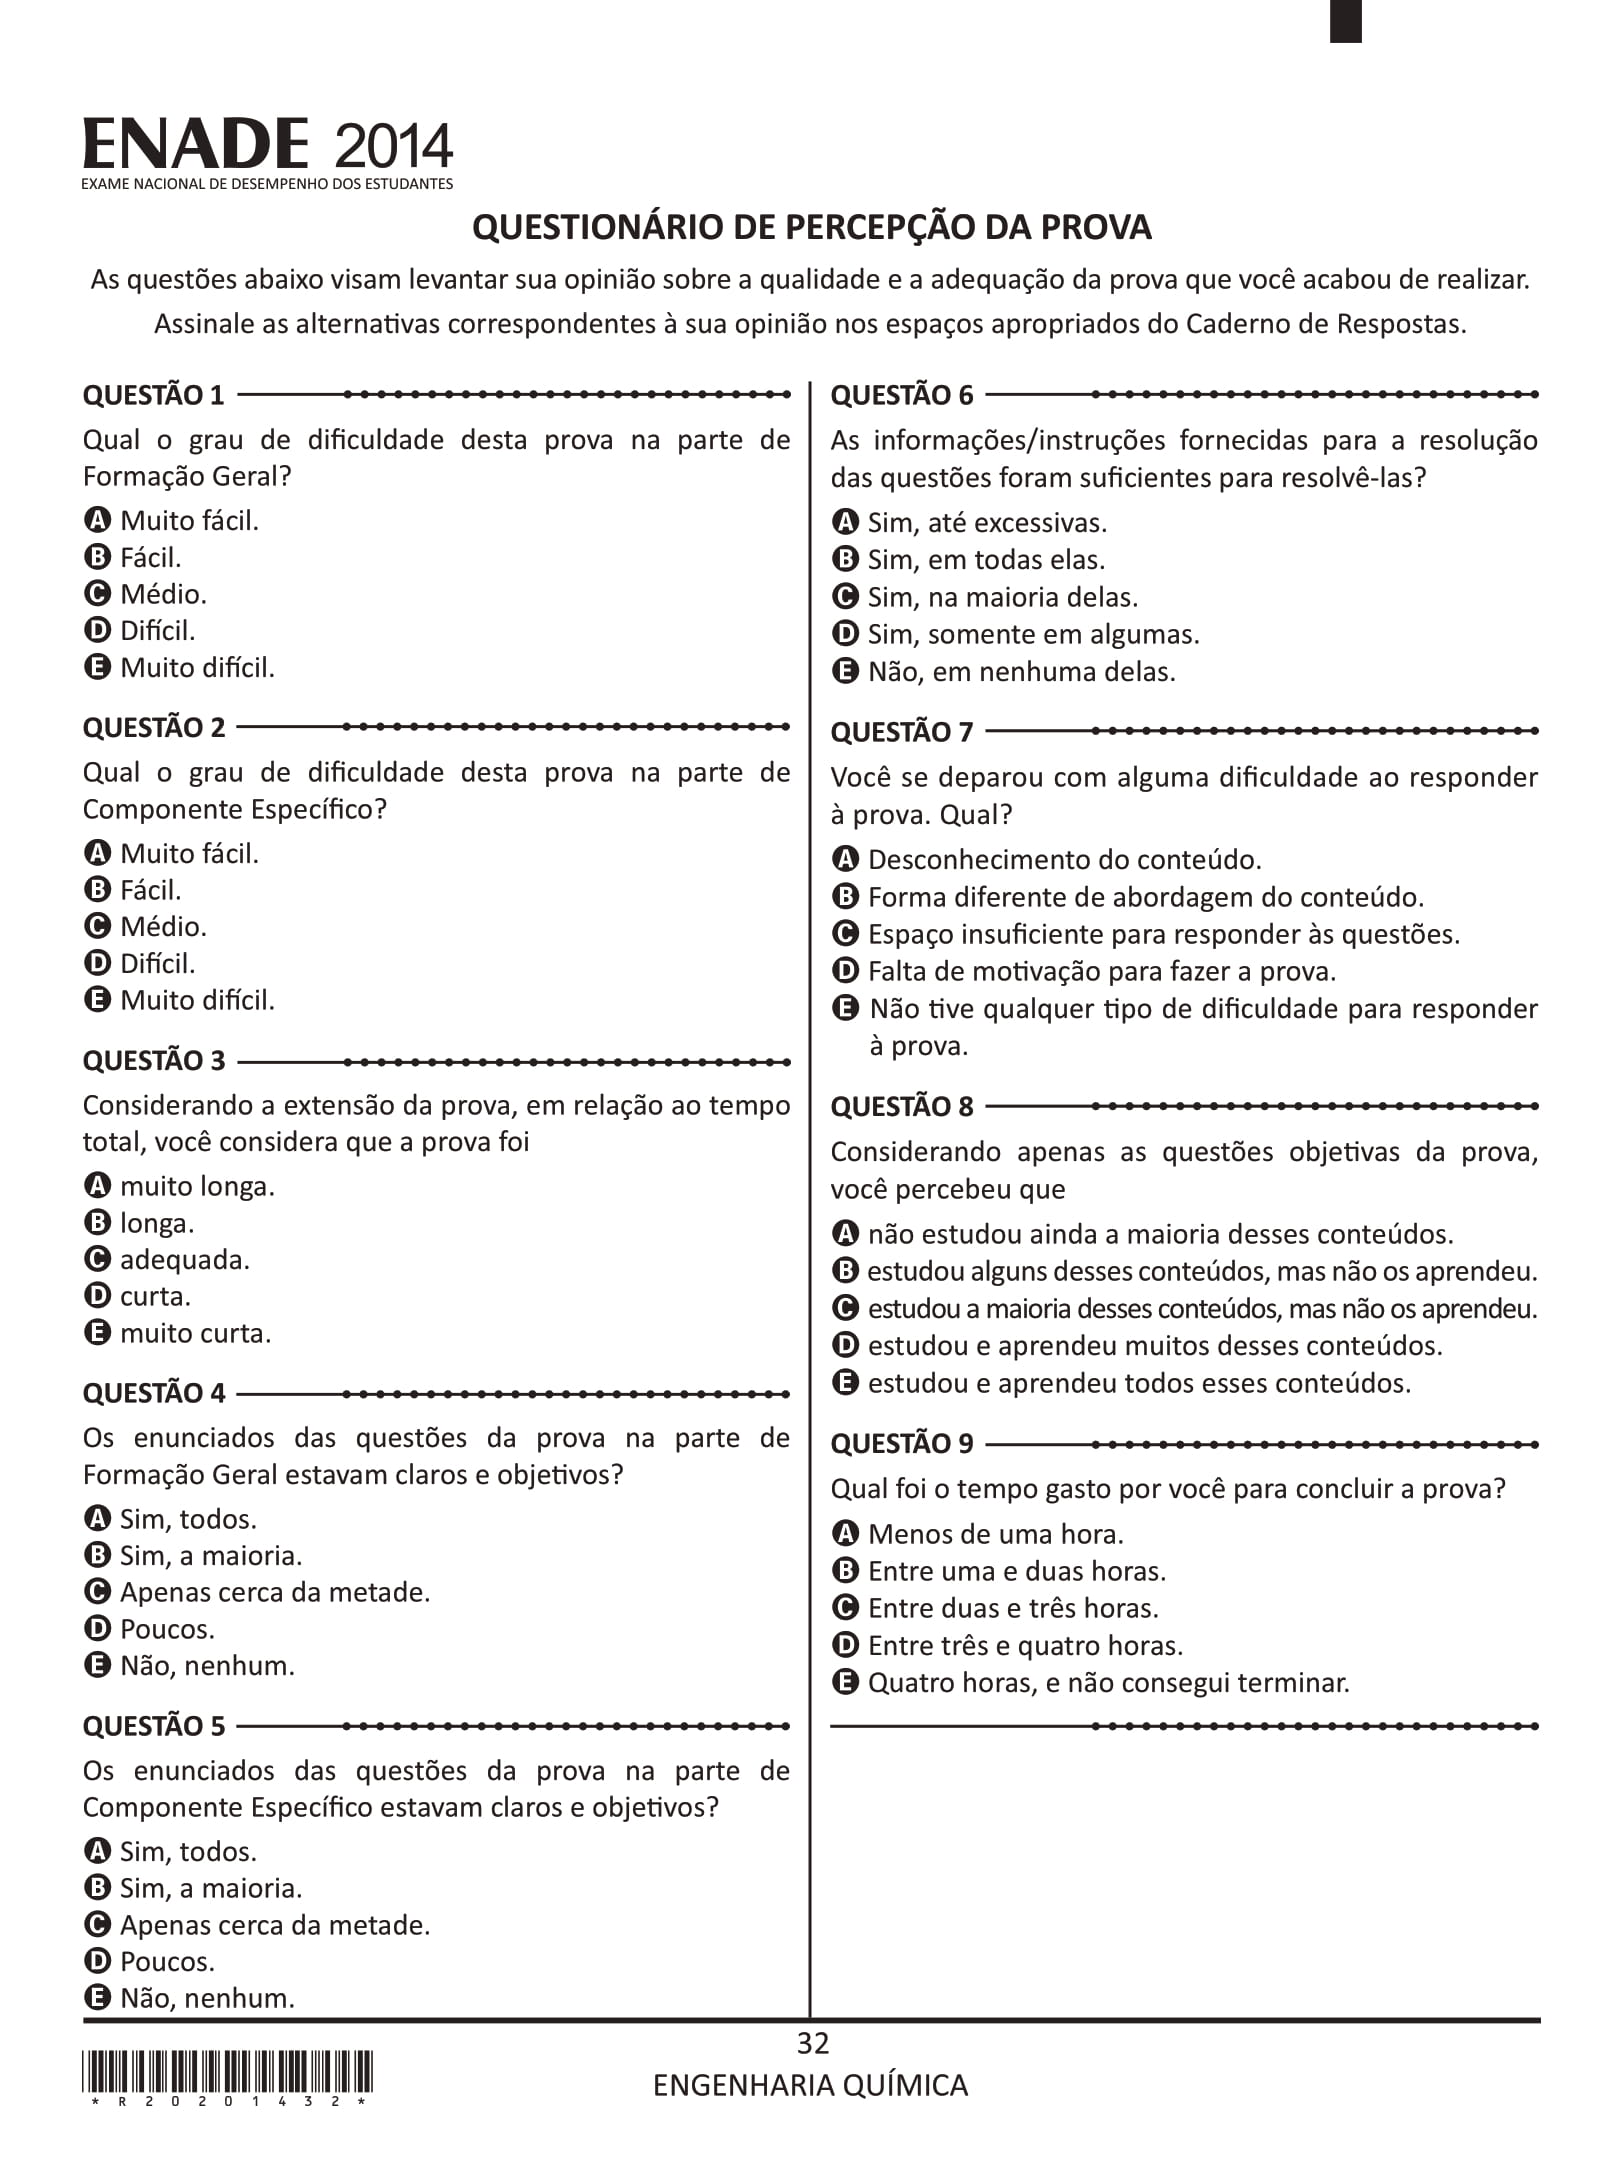 ENADE 2014
EXAME NACIONAL DE DESEMPENHO DOS ESTUDANTES
QUESTIONÁRIO DE PERCEPÇÃO DA PROVA
As questões abaixo visam levantar sua opinião sobre a qualidade e a adequação da prova que você acabou de realizar.
Assinale as alternativas correspondentes à sua opinião nos espaços apropriados do Caderno de Respostas.
QUESTÃO 1
Qual o grau de dificuldade desta prova na parte de
Formação Geral?
A Muito fácil.
B Fácil.
C Médio.
D Difícil.
E Muito difícil.
QUESTÃO 2
Qual o grau de dificuldade desta prova na parte de
Componente Específico?
A Muito fácil.
B Fácil.
C Médio.
D Difícil.
E Muito difícil.
QUESTÃO 3
Considerando a extensão da prova, em relação ao tempo
total, você considera que a prova foi
A muito longa.
B longa.
C adequada.
D curta.
E muito curta.
QUESTÃO 4
Os enunciados das questões da prova na parte de
Formação Geral estavam claros e objetivos?
A Sim, todos.
B Sim, a maioria.
C Apenas cerca da metade.
D Poucos.
E Não, nenhum.
QUESTÃO 5
Os enunciados das questões da prova na parte de
Componente Específico estavam claros e objetivos?
A Sim, todos.
B Sim, a maioria.
C Apenas cerca da metade.
D Poucos.
E Não, nenhum.
QUESTÃO 6
As informações/instruções fornecidas para a resolução
das questões foram suficientes para resolvê-las?
A Sim, até excessivas.
B Sim, em todas elas.
C Sim, na maioria delas.
D Sim, somente em algumas.
E Não, em nenhuma delas.
QUESTÃO 7
Você se deparou com alguma dificuldade ao responder
à prova. Qual?
A Desconhecimento do conteúdo.
B Forma diferente de abordagem do conteúdo.
C Espaço insuficiente para responder às questões.
D Falta de motivação para fazer a prova.
E Não tive qualquer tipo de dificuldade para responder
à prova.
QUESTÃO 8
Considerando apenas as questões objetivas da prova,
você percebeu que
A não estudou ainda a maioria desses conteúdos.
B estudou alguns desses conteúdos, mas não os aprendeu.
C estudou a maioria desses conteúdos, mas não os aprendeu.
D estudou e aprendeu muitos desses conteúdos.
E estudou e aprendeu todos esses conteúdos.
QUESTÃO 9
Qual foi o tempo gasto por você para concluir a prova?
A Menos de uma hora.
B Entre uma e duas horas.
C Entre duas e três horas.
D Entre três e quatro horas.
E Quatro horas, e não consegui terminar.
32
ENGENHARIA QUÍMICA
*R20201432*